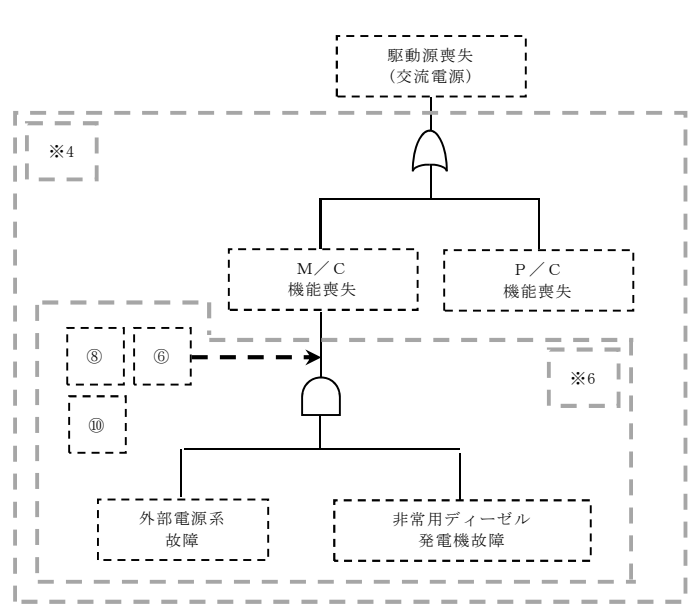 駆動源喪失
(交流電源)
※4
M／C
機能喪失
P／C
機能喪失
⑧
⑥
※6
⑩
外部電源系
故障
非常用ディーゼル
発電機故障